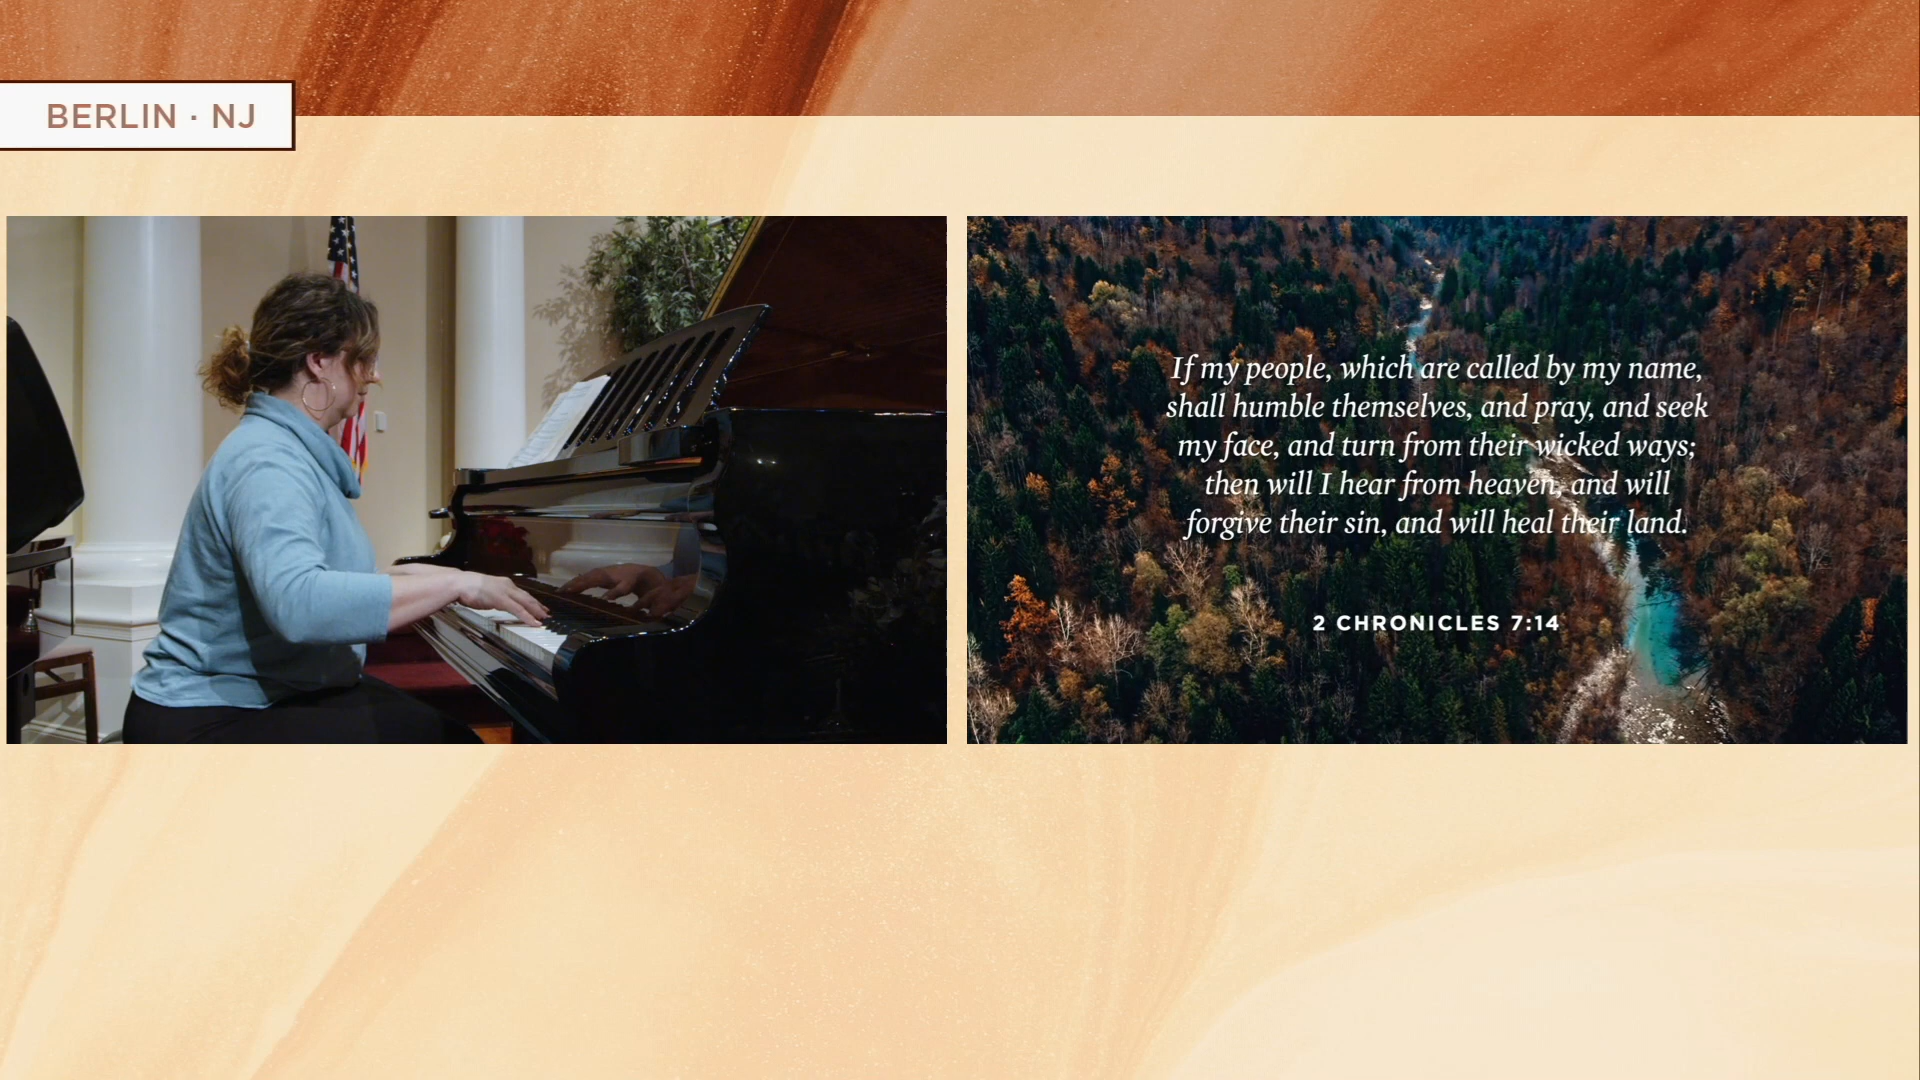 BERLIN · NJ
If my people, which are called by my name,
shall humble themselves, and pray, and seek
my face, and turn from their wicked ways;
then will I hear from heaven, and will
forgive their sin, and will heal their land.
2 CHRONICLES 7:14